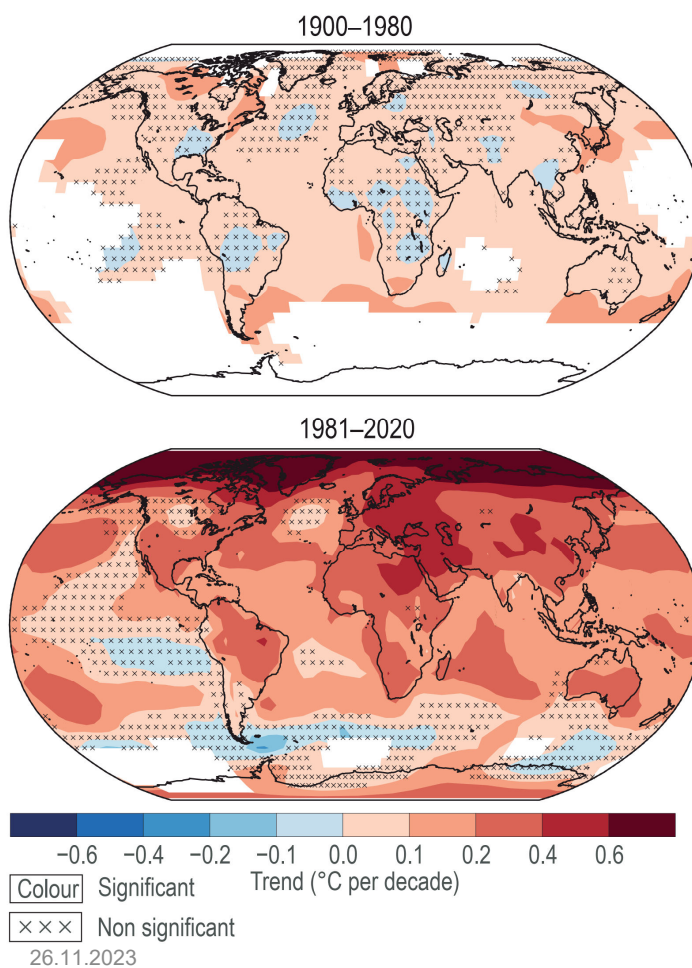 1900–1980
1981–2020
−0.6 −0.4 −0.2 −0.1 0.0 0.1 0.2 0.4 0.6
Trend (°C per decade)
Colour Significant
××× Non significant
26.11.2023